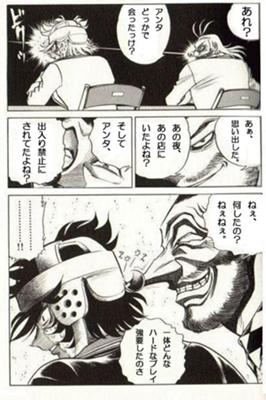 あれ?
アンタ
どっかで
会ったっけ?
ギクッ
あぁ、
思い出した。
あの夜、
あの店に
いたよね?
そして
アンタ、
出入り禁止に
されてたよね?
ねぇ、
何したの?
ねぇねぇ。
………
………!!
一体どんな
ハードなプレイ
強要したのさ